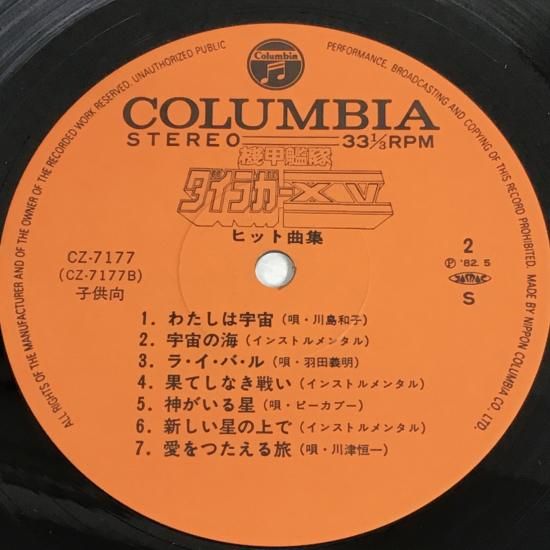 ALL RIGHTS OF THE MANUFACTURER AND OF THE OWNER OF THE RECORDED WORK RESERVED. UNAUTHORIZED PUBLIC PERFORMANCE, BROADCASTING AND COPYING OF THIS RECORD PROHIBITED. MADE BY NIPPON COLUMBIA CO. LTD.
Columbia
COLUMBIA
STEREO 33⅓RPM
機甲艦隊
ダイラガーXV
ヒット曲集
CZ-7177
(CZ-7177B)
子供向
2
Ⓟ '82. 5
JASRAC
S
1. わたしは宇宙 (唄・川島和子)
2. 宇宙の海 (インストルメンタル)
3. ラ・イ・バ・ル (唄・羽田義明)
4. 果てしなき戦い (インストルメンタル)
5. 神がいる星 (唄・ピーカブー)
6. 新しい星の上で (インストルメンタル)
7. 愛をつたえる旅 (唄・川津恒一)